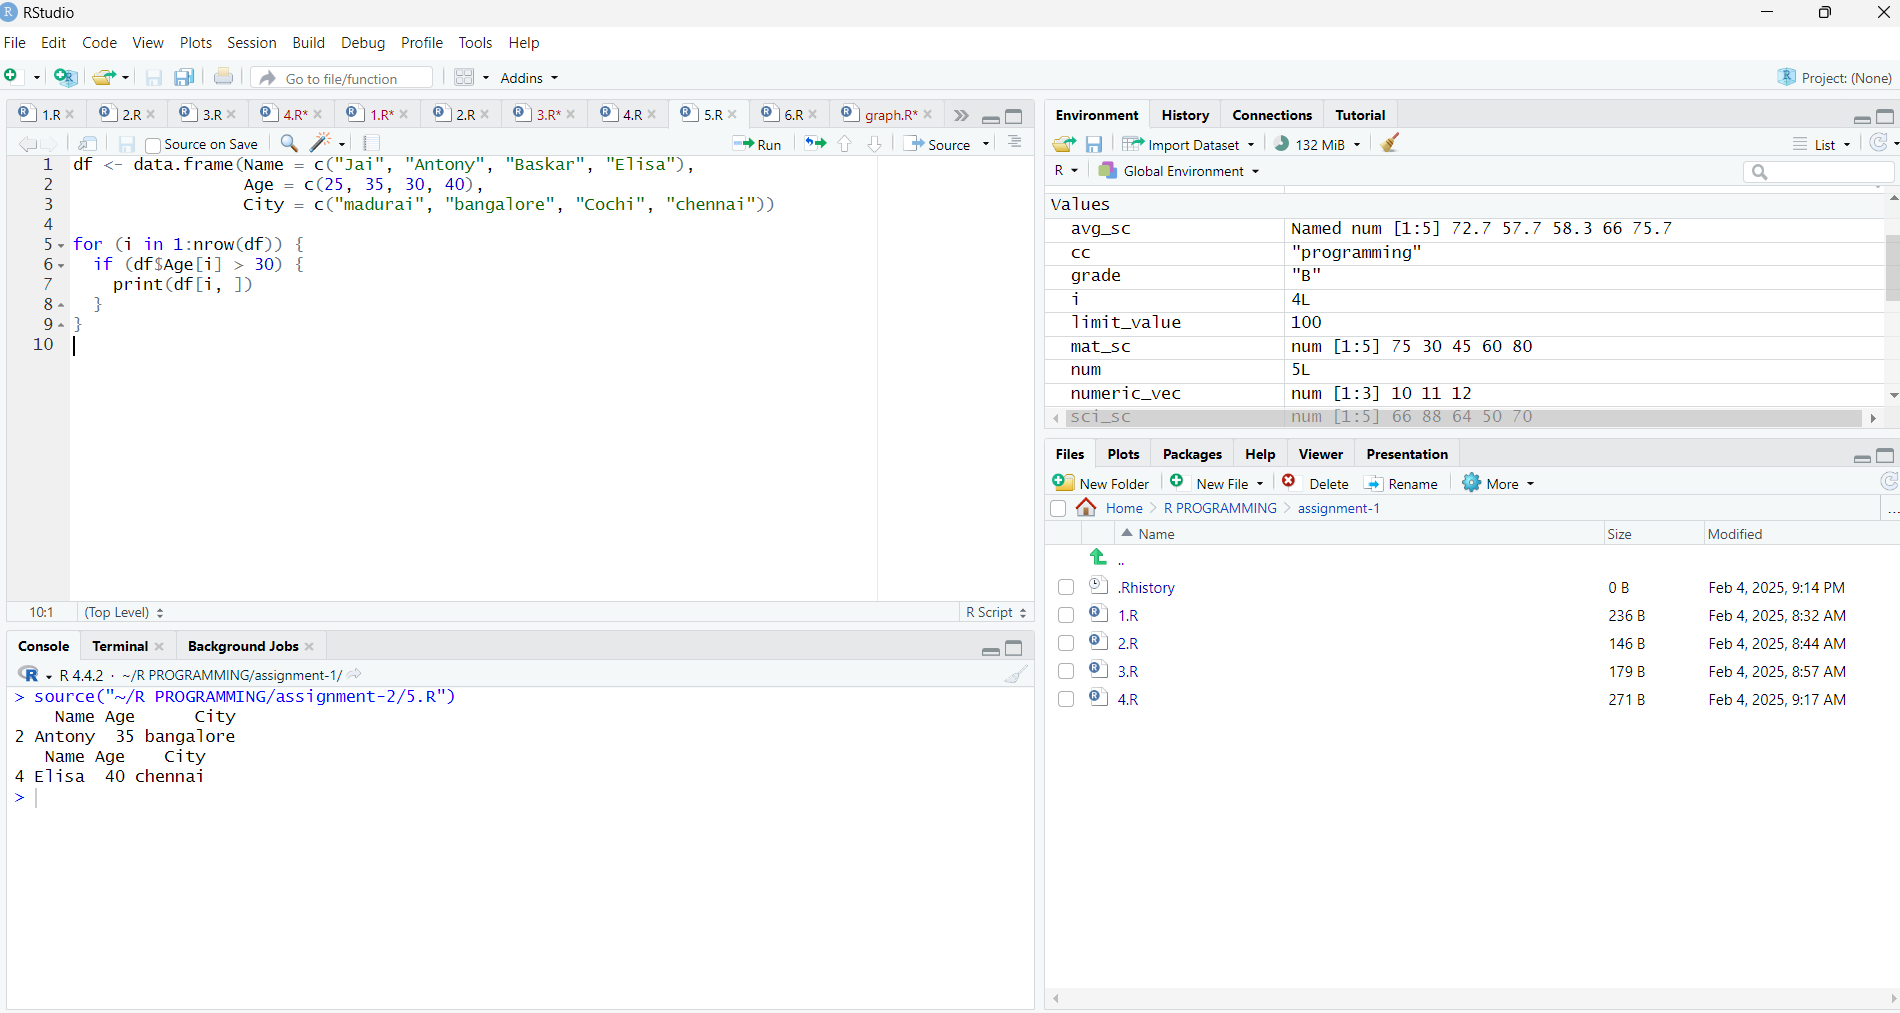 RStudio
File Edit Code View Plots Session Build Debug Profile Tools Help
Go to file/function Addins Project: (None)
1.R 2.R 3.R 4.R* 1.R* 2.R 3.R* 4.R 5.R 6.R graph.R*
Source on Save Run Source
1 df <- data.frame(Name = c("Jai", "Antony", "Baskar", "Elisa"),
2 Age = c(25, 35, 30, 40),
3 City = c("madurai", "bangalore", "Cochi", "chennai"))
4
5 for (i in 1:nrow(df)) {
6 if (df$Age[i] > 30) {
7 print(df[i, ])
8 }
9 }
10
10:1 (Top Level) R Script
Console Terminal Background Jobs
R 4.4.2 · ~/R PROGRAMMING/assignment-1/
> source("~/R PROGRAMMING/assignment-2/5.R")
Name Age City
2 Antony 35 bangalore
Name Age City
4 Elisa 40 chennai
>
Environment History Connections Tutorial
Import Dataset 132 MiB List
R Global Environment
Values
avg_sc Named num [1:5] 72.7 57.7 58.3 66 75.7
cc "programming"
grade "B"
i 4L
limit_value 100
mat_sc num [1:5] 75 30 45 60 80
num 5L
numeric_vec num [1:3] 10 11 12
sci_sc num [1:5] 66 88 64 50 70
Files Plots Packages Help Viewer Presentation
New Folder New File Delete Rename More
Home R PROGRAMMING assignment-1 ...
Name Size Modified
..
.Rhistory 0 B Feb 4, 2025, 9:14 PM
1.R 236 B Feb 4, 2025, 8:32 AM
2.R 146 B Feb 4, 2025, 8:44 AM
3.R 179 B Feb 4, 2025, 8:57 AM
4.R 271 B Feb 4, 2025, 9:17 AM